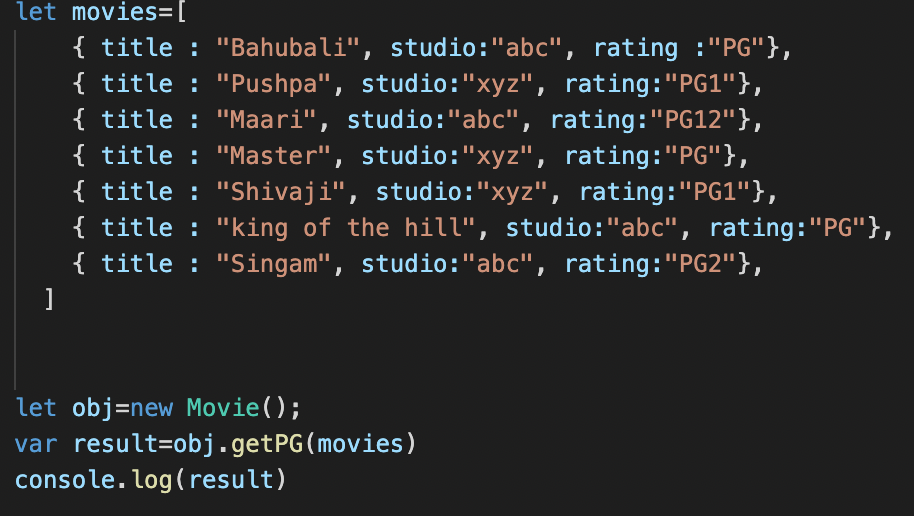 let movies=[
{ title : "Bahubali", studio:"abc", rating :"PG"},
{ title : "Pushpa", studio:"xyz", rating:"PG1"},
{ title : "Maari", studio:"abc", rating:"PG12"},
{ title : "Master", studio:"xyz", rating:"PG"},
{ title : "Shivaji", studio:"xyz", rating:"PG1"},
{ title : "king of the hill", studio:"abc", rating:"PG"},
{ title : "Singam", studio:"abc", rating:"PG2"},
]
let obj=new Movie();
var result=obj.getPG(movies)
console.log(result)